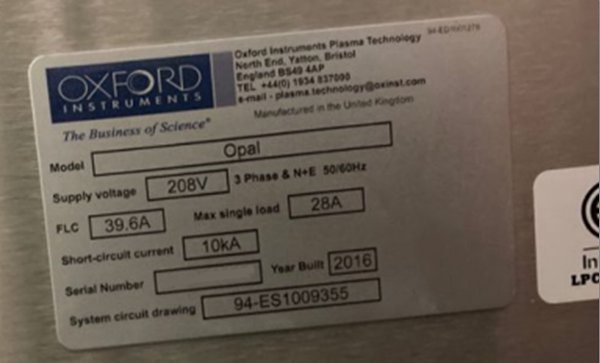 OXFORD
INSTRUMENTS
The Business of Science®
Oxford Instruments Plasma Technology
North End, Yatton, Bristol
England BS49 4AP
TEL +44(0) 1934 837000
e-mail - plasma.technology@oxinst.com
Manufactured in the United Kingdom
Model Opal
Supply voltage 208V 3 Phase & N+E 50/60Hz
FLC 39.6A Max single load 28A
Short-circuit current 10kA
Serial Number Year Built 2016
System circuit drawing 94-ES1009355
In
LPC